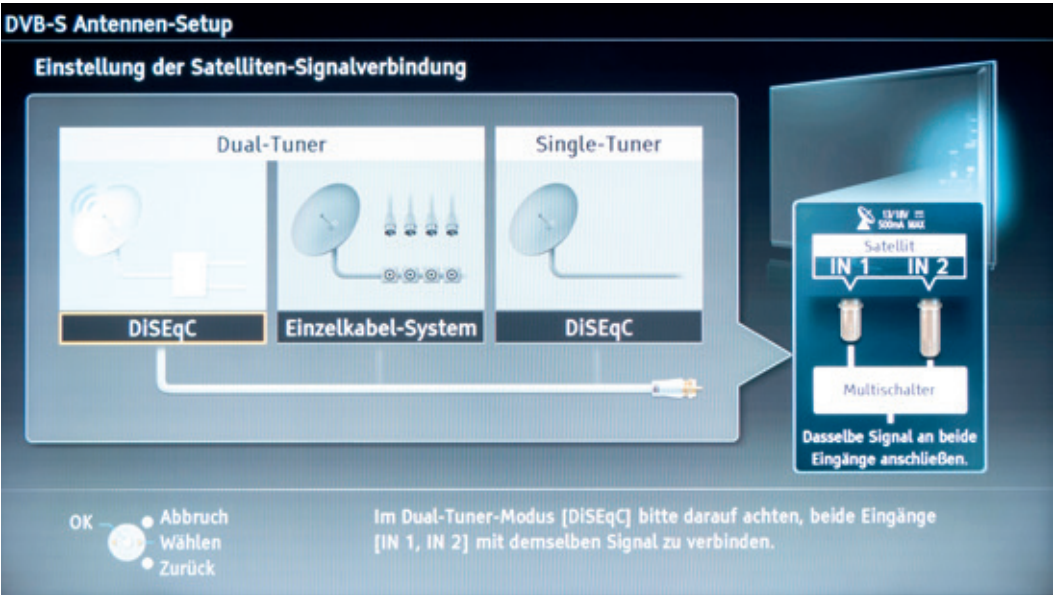 DVB-S Antennen-Setup
Einstellung der Satelliten-Signalverbindung
Dual-Tuner
Single-Tuner
DiSEqC
Einzelkabel-System
DiSEqC
13/18V
500mA MAX
Satellit
IN 1 IN 2
Multischalter
Dasselbe Signal an beide
Eingänge anschließen.
OK
Abbruch
Wählen
Zurück
Im Dual-Tuner-Modus [DiSEqC] bitte darauf achten, beide Eingänge
[IN 1, IN 2] mit demselben Signal zu verbinden.